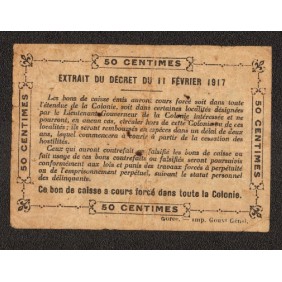 50 CENTIMES
EXTRAIT DU DÉCRET DU 11 FÉVRIER 1917
Les bons de caisse émis auront cours forcé soit dans toute
l'étendue de la Colonie, soit dans certaines localités désignées
par le Lieutenant-Gouverneur de la Colonie intéressée et ne
pourront, en aucun cas, circuler hors de cette Colonie ou de ces
localités; ils seront remboursés en espèces dans un délai de deux
ans, lequel commencera à courir à partir de la cessation des
hostilités.
Ceux qui auront contrefait ou falsifié les bons de caisse ou
fait usage de ces bons contrefaits ou falsifiés seront poursuivis
conformément aux lois et punis des travaux forcés à perpétuité
ou de l'emprisonnement perpétuel, suivant le statut personnel
des délinquants.
Ce bon de caisse a cours forcé dans toute la Colonie.
50 CENTIMES
50 CENTIMES
50 CENTIMES
Imp. Gouvt Génal.